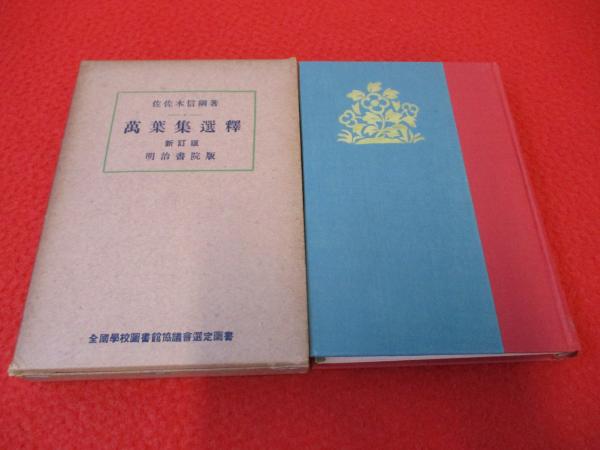 佐佐木信綱著
萬葉集選釋
新訂版
明治書院版
全國學校圖書館協議會選定圖書